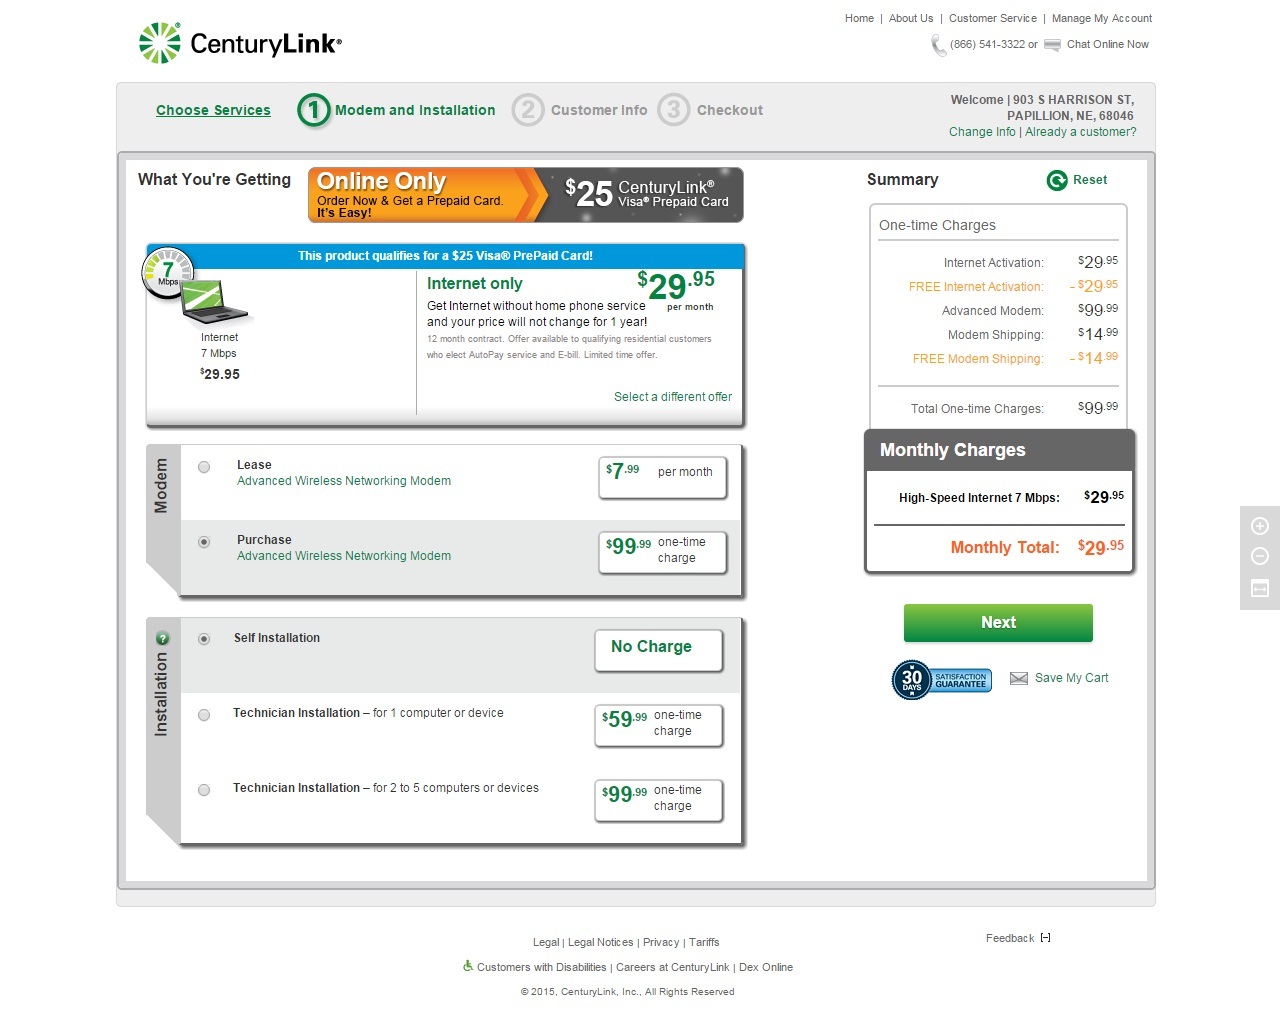 Home | About Us | Customer Service | Manage My Account
CenturyLink®
(866) 541-3322 or Chat Online Now
Choose Services 1 Modem and Installation 2 Customer Info 3 Checkout
Welcome | 903 S HARRISON ST,
PAPILLION, NE, 68046
Change Info | Already a customer?
What You're Getting
Online Only
Order Now & Get a Prepaid Card.
It's Easy!
$25 CenturyLink®
Visa® Prepaid Card
This product qualifies for a $25 Visa® PrePaid Card!
7
Mbps
Internet
7 Mbps
$29.95
Internet only
$29.95
per month
Get Internet without home phone service
and your price will not change for 1 year!
12 month contract. Offer available to qualifying residential customers
who elect AutoPay service and E-bill. Limited time offer.
Select a different offer
Modem
Lease
Advanced Wireless Networking Modem
$7.99 per month
Purchase
Advanced Wireless Networking Modem
$99.99 one-time
charge
Installation
?
Self Installation
No Charge
Technician Installation – for 1 computer or device
$59.99 one-time
charge
Technician Installation – for 2 to 5 computers or devices
$99.99 one-time
charge
Summary
Reset
One-time Charges
Internet Activation: $29.95
FREE Internet Activation: -$29.95
Advanced Modem: $99.99
Modem Shipping: $14.99
FREE Modem Shipping: -$14.99
Total One-time Charges: $99.99
Monthly Charges
High-Speed Internet 7 Mbps: $29.95
Monthly Total: $29.95
Next
30
DAYS
SATISFACTION
GUARANTEE
Save My Cart
Legal | Legal Notices | Privacy | Tariffs
Feedback [-]
Customers with Disabilities | Careers at CenturyLink | Dex Online
© 2015, CenturyLink, Inc., All Rights Reserved